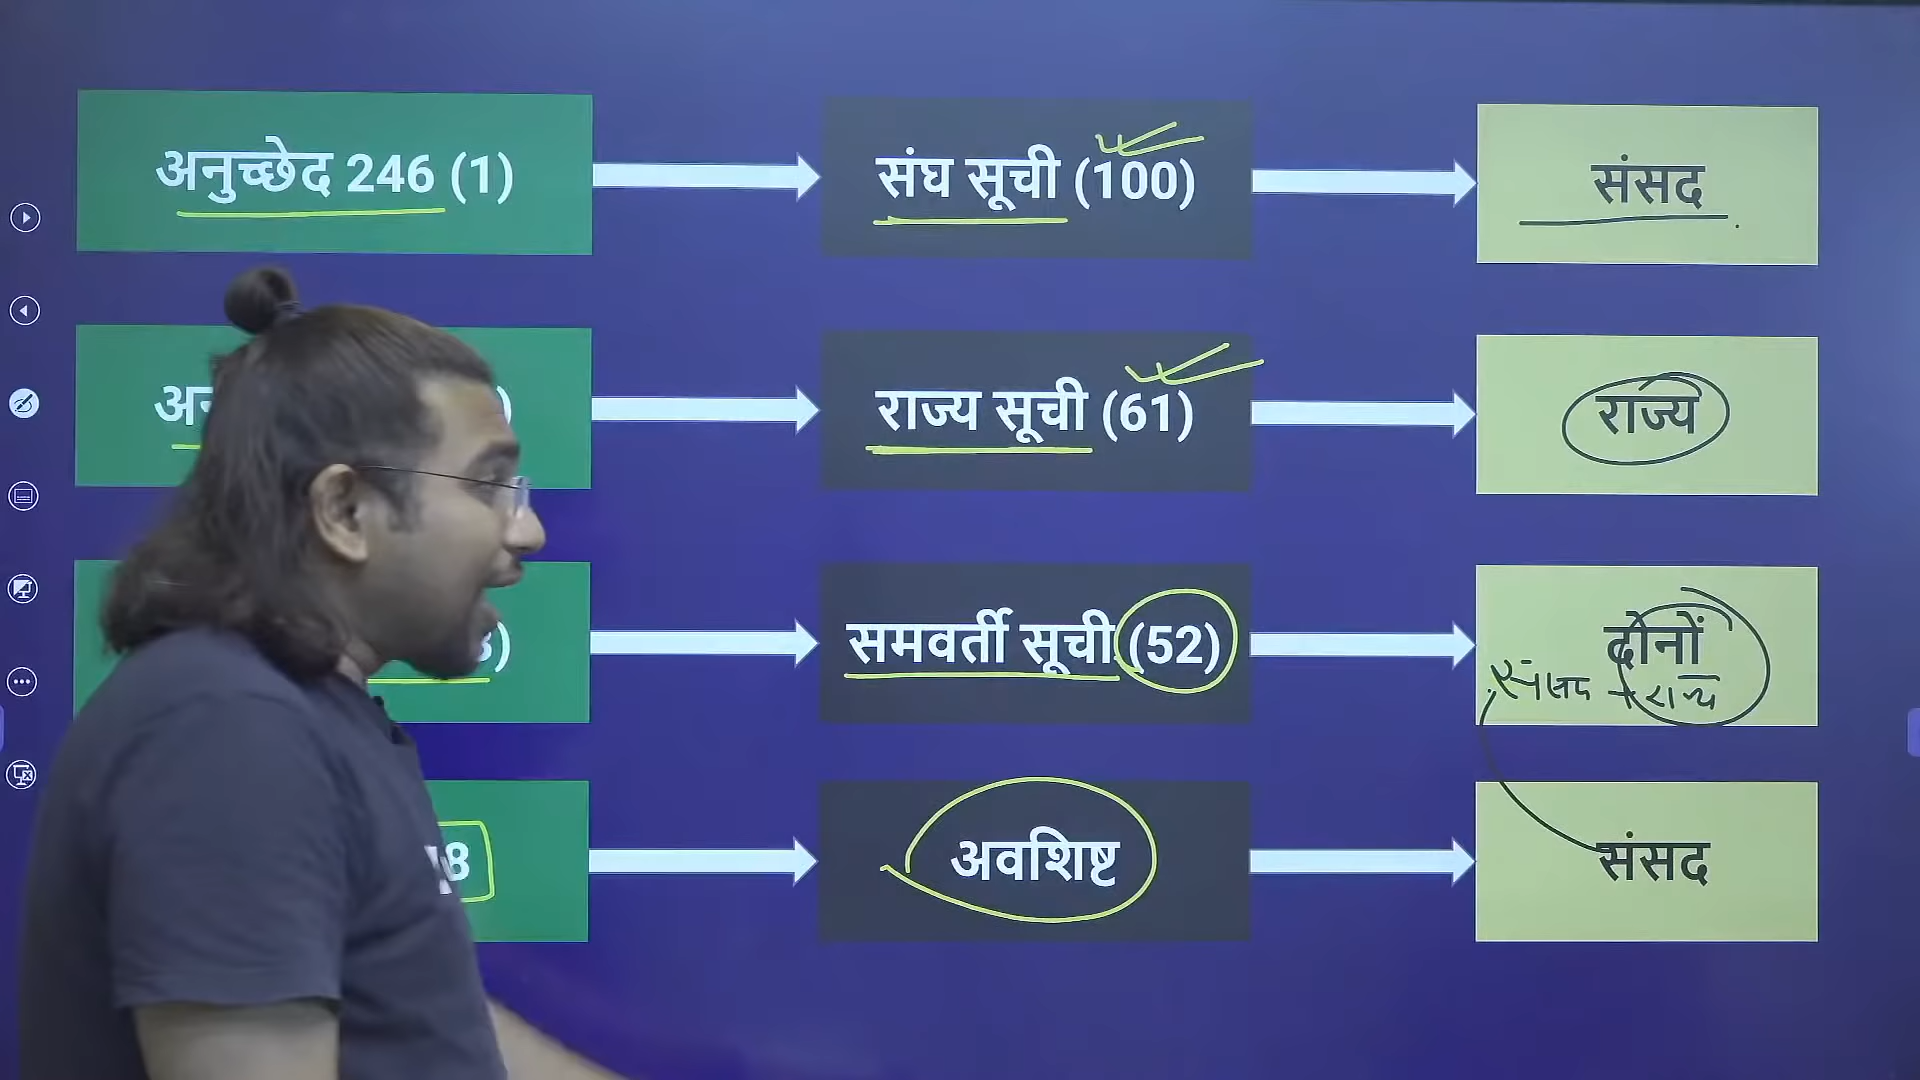 अनुच्छेद 246 (1)
संघ सूची (100)
संसद
राज्य सूची (61)
राज्य
समवर्ती सूची (52)
दोनों
संसद + राज्य
अवशिष्ट
संसद